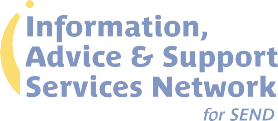 Information,
Advice & Support
Services Network
for SEND